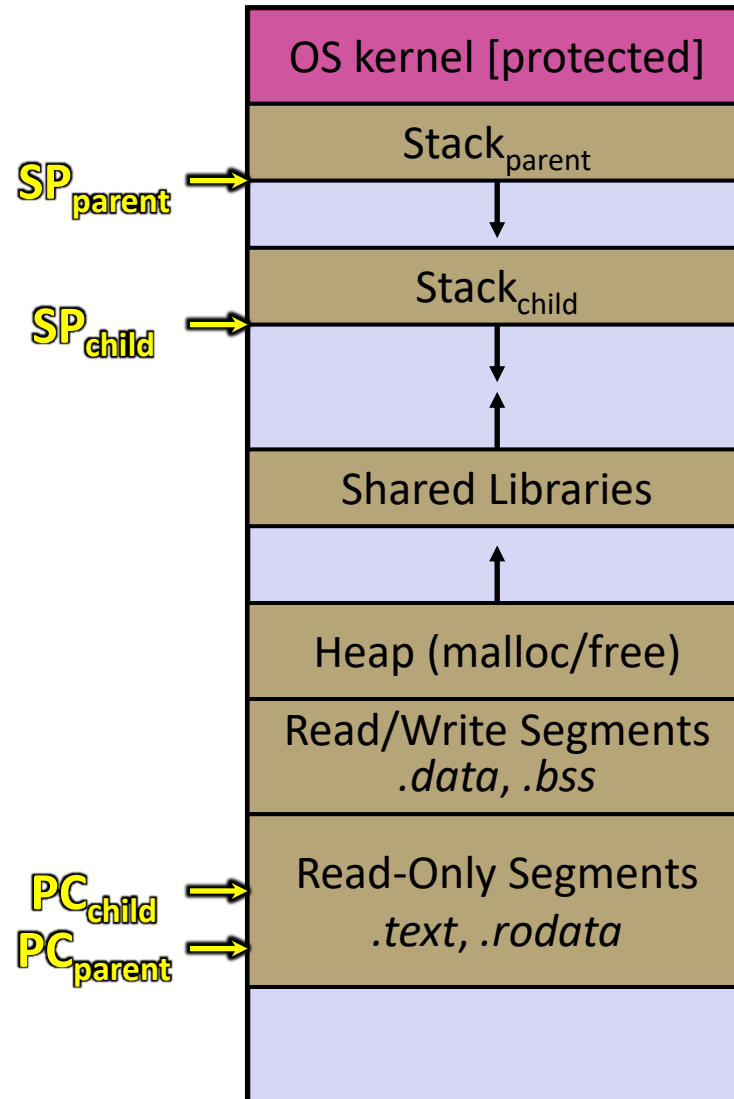 OS kernel [protected]
Stackparent
SPparent
Stackchild
SPchild
Shared Libraries
Heap (malloc/free)
Read/Write Segments
.data, .bss
PCchild
Read-Only Segments
.text, .rodata
PCparent